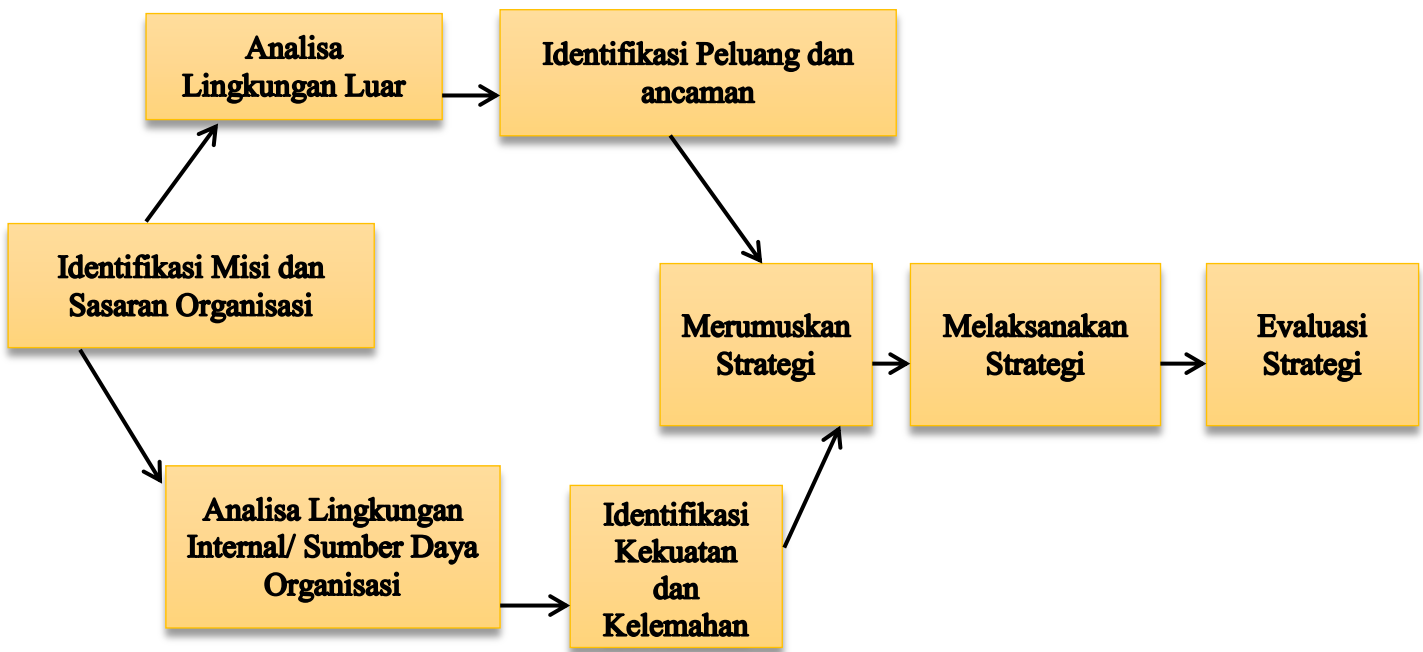 Analisa
Lingkungan Luar
Identifikasi Peluang dan
ancaman
Identifikasi Misi dan
Sasaran Organisasi
Merumuskan
Strategi
Melaksanakan
Strategi
Evaluasi
Strategi
Analisa Lingkungan
Internal/ Sumber Daya
Organisasi
Identifikasi
Kekuatan
dan
Kelemahan